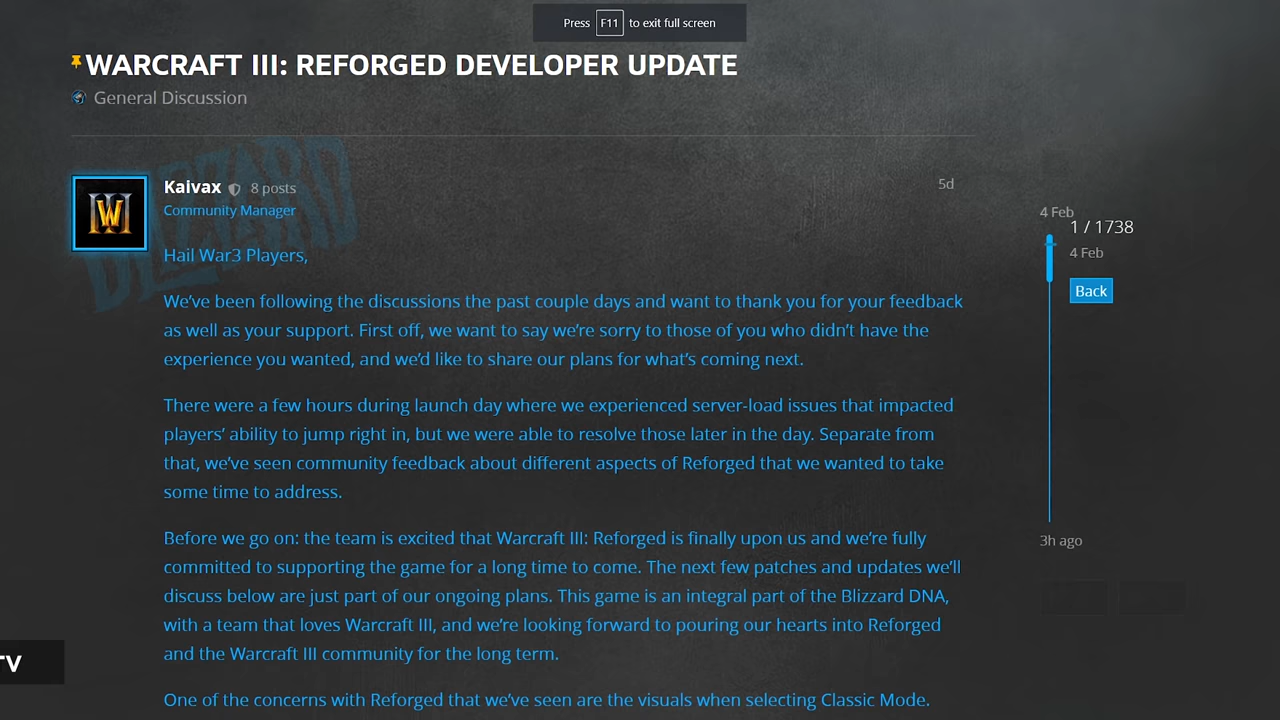 Press F11 to exit full screen
WARCRAFT III: REFORGED DEVELOPER UPDATE
General Discussion
BLIZZARD
Kaivax 8 posts
5d
Community Manager
4 Feb
1 / 1738
4 Feb
Back
3h ago
Hail War3 Players,
We’ve been following the discussions the past couple days and want to thank you for your feedback
as well as your support. First off, we want to say we’re sorry to those of you who didn’t have the
experience you wanted, and we’d like to share our plans for what’s coming next.
There were a few hours during launch day where we experienced server-load issues that impacted
players’ ability to jump right in, but we were able to resolve those later in the day. Separate from
that, we’ve seen community feedback about different aspects of Reforged that we wanted to take
some time to address.
Before we go on: the team is excited that Warcraft III: Reforged is finally upon us and we’re fully
committed to supporting the game for a long time to come. The next few patches and updates we’ll
discuss below are just part of our ongoing plans. This game is an integral part of the Blizzard DNA,
with a team that loves Warcraft III, and we’re looking forward to pouring our hearts into Reforged
and the Warcraft III community for the long term.
One of the concerns with Reforged that we’ve seen are the visuals when selecting Classic Mode.
TV